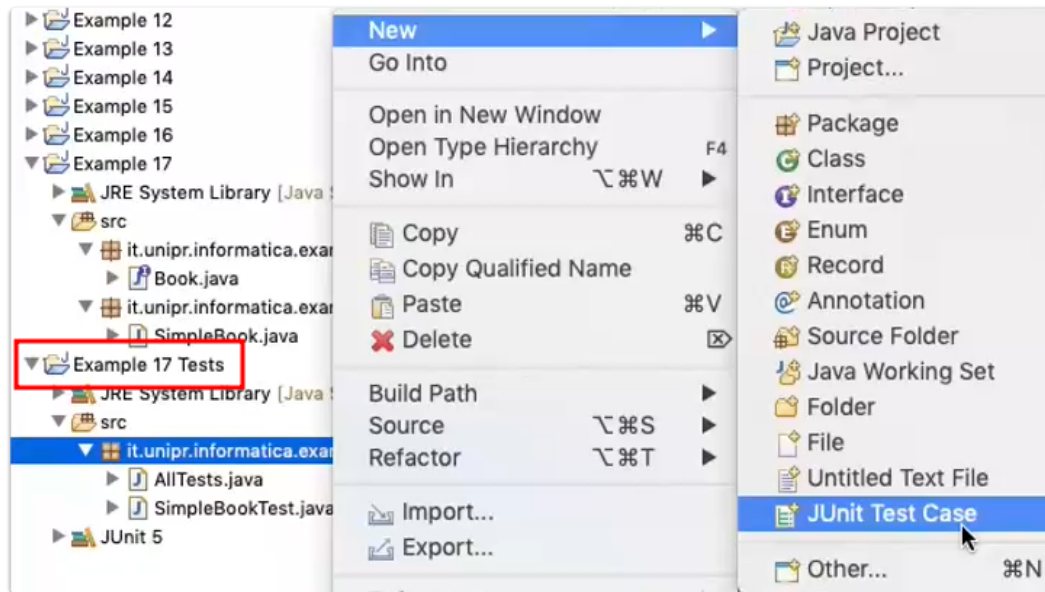 Example 12
Example 13
Example 14
Example 15
Example 16
Example 17
JRE System Library [Java
src
it.unipr.informatica.exa
Book.java
it.unipr.informatica.exa
SimpleBook.java
Example 17 Tests
JRE System Library [Java
src
it.unipr.informatica.exa
AllTests.java
SimpleBookTest.java
JUnit 5
New
Go Into
Open in New Window
Open Type Hierarchy F4
Show In ⌥⌘W
Copy ⌘C
Copy Qualified Name
Paste ⌘V
Delete ⌦
Build Path
Source ⌥⌘S
Refactor ⌥⌘T
Import...
Export...
Java Project
Project...
Package
Class
Interface
Enum
Record
Annotation
Source Folder
Java Working Set
Folder
File
Untitled Text File
JUnit Test Case
Other... ⌘N